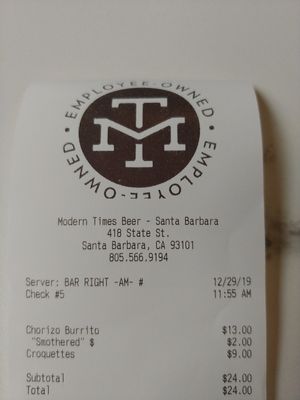 EMPLOYEE-OWNED • EMPLOYEE-OWNED •
TM
Modern Times Beer - Santa Barbara
418 State St.
Santa Barbara, CA 93101
805.566.9194
Server: BAR RIGHT -AM- # 12/29/19
Check #5 11:55 AM
Chorizo Burrito $13.00
"Smothered" $ $2.00
Croquettes $9.00
Subtotal $24.00
Total $24.00